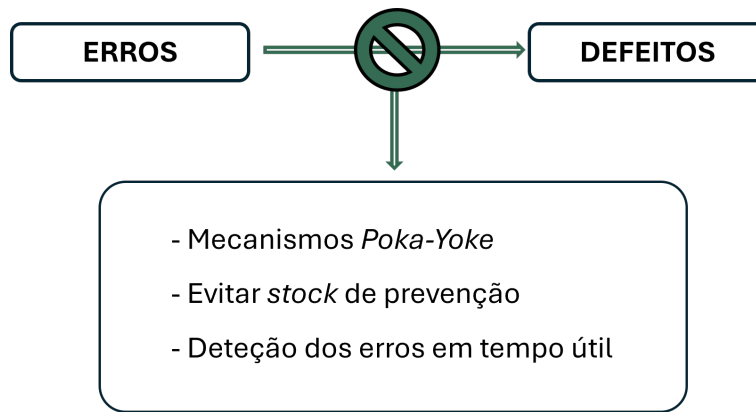 ERROS
DEFEITOS
- Mecanismos Poka-Yoke
- Evitar stock de prevenção
- Deteção dos erros em tempo útil